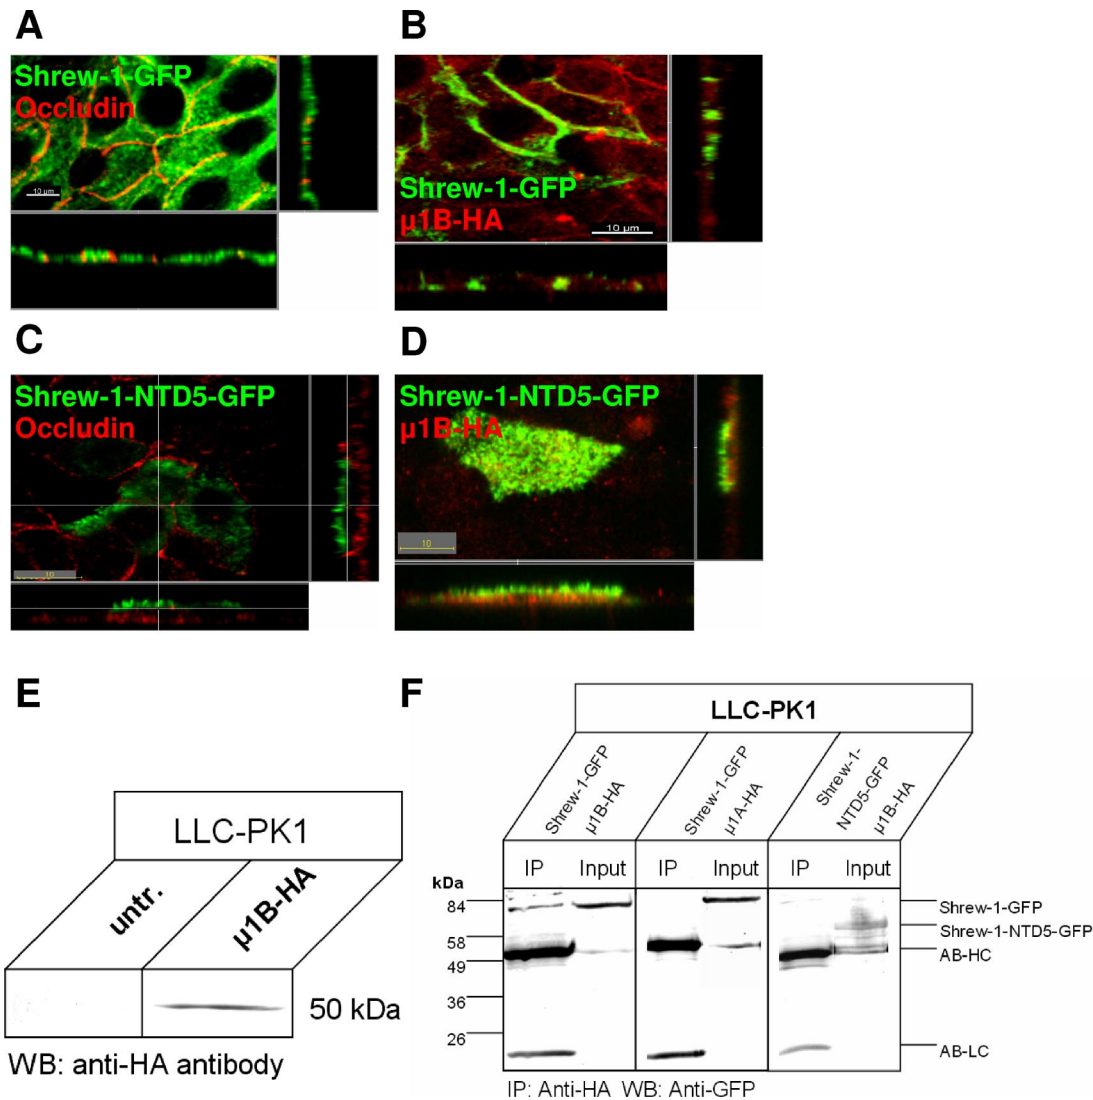 A
Shrew-1-GFP
Occludin
10 µm
B
Shrew-1-GFP
µ1B-HA
10 µm
C
Shrew-1-NTD5-GFP
Occludin
D
Shrew-1-NTD5-GFP
µ1B-HA
10
E
LLC-PK1
untr.
µ1B-HA
50 kDa
WB: anti-HA antibody
F
LLC-PK1
Shrew-1-GFP
µ1B-HA
Shrew-1-GFP
µ1A-HA
Shrew-1-
NTD5-GFP
µ1B-HA
IP Input IP Input IP Input
kDa
84
58
49
36
26
Shrew-1-GFP
Shrew-1-NTD5-GFP
AB-HC
AB-LC
IP: Anti-HA WB: Anti-GFP